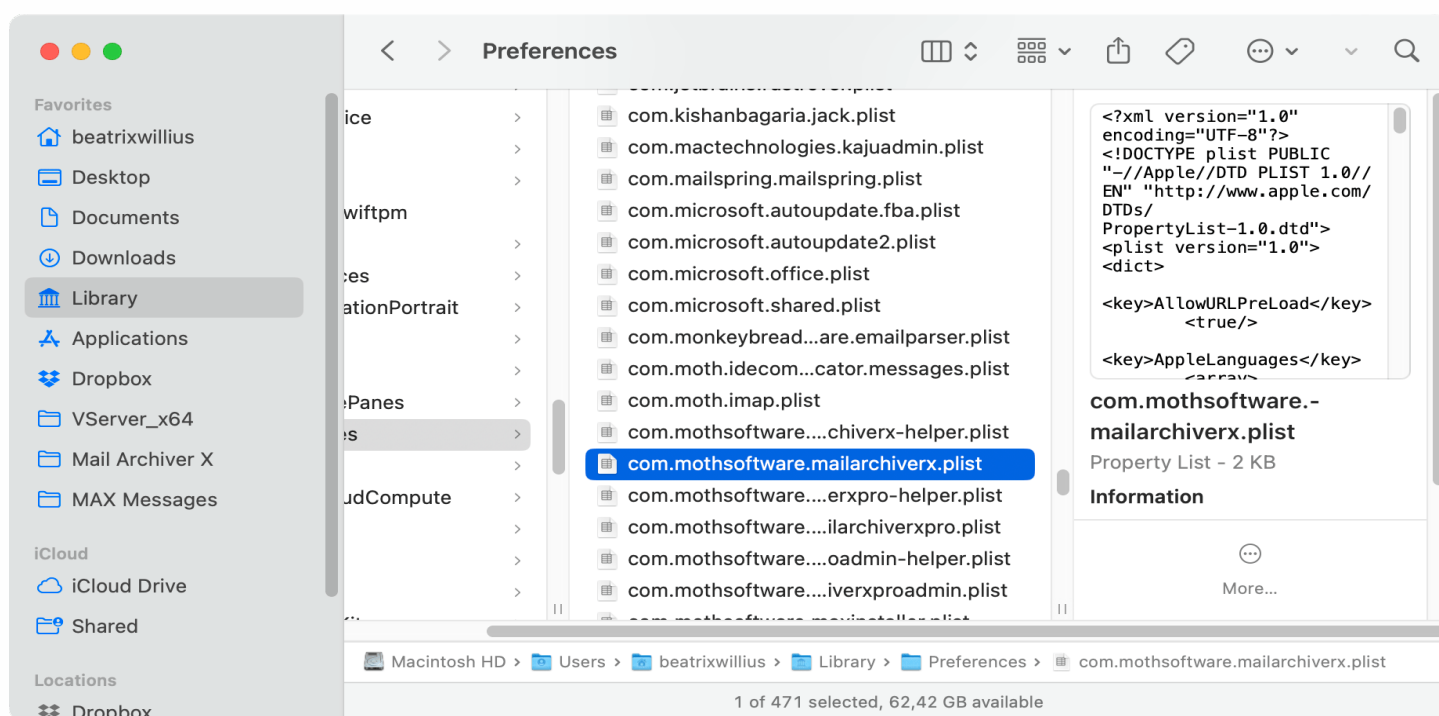 Preferences
Favorites
beatrixwillius
Desktop
Documents
Downloads
Library
Applications
Dropbox
VServer_x64
Mail Archiver X
MAX Messages
iCloud
iCloud Drive
Shared
Locations
Dropbox
ice
wiftpm
ces
ationPortrait
ePanes
es
udCompute
com.kishanbagaria.jack.plist
com.mactechnologies.kajuadmin.plist
com.mailspring.mailspring.plist
com.microsoft.autoupdate.fba.plist
com.microsoft.autoupdate2.plist
com.microsoft.office.plist
com.microsoft.shared.plist
com.monkeybread...are.emailparser.plist
com.moth.idecom...cator.messages.plist
com.moth.imap.plist
com.mothsoftware....chiverx-helper.plist
com.mothsoftware.mailarchiverx.plist
com.mothsoftware....erxpro-helper.plist
com.mothsoftware....ilarchiverxpro.plist
com.mothsoftware....oadmin-helper.plist
com.mothsoftware....iverxproadmin.plist
<?xml version="1.0"
encoding="UTF-8"?>
<!DOCTYPE plist PUBLIC
"-//Apple//DTD PLIST 1.0//
EN" "http://www.apple.com/
DTDs/
PropertyList-1.0.dtd">
<plist version="1.0">
<dict>
<key>AllowURLPreLoad</key>
<true/>
<key>AppleLanguages</key>
<array>
com.mothsoftware.-
mailarchiverx.plist
Property List - 2 KB
Information
More...
Macintosh HD › Users › beatrixwillius › Library › Preferences › com.mothsoftware.mailarchiverx.plist
1 of 471 selected, 62,42 GB available